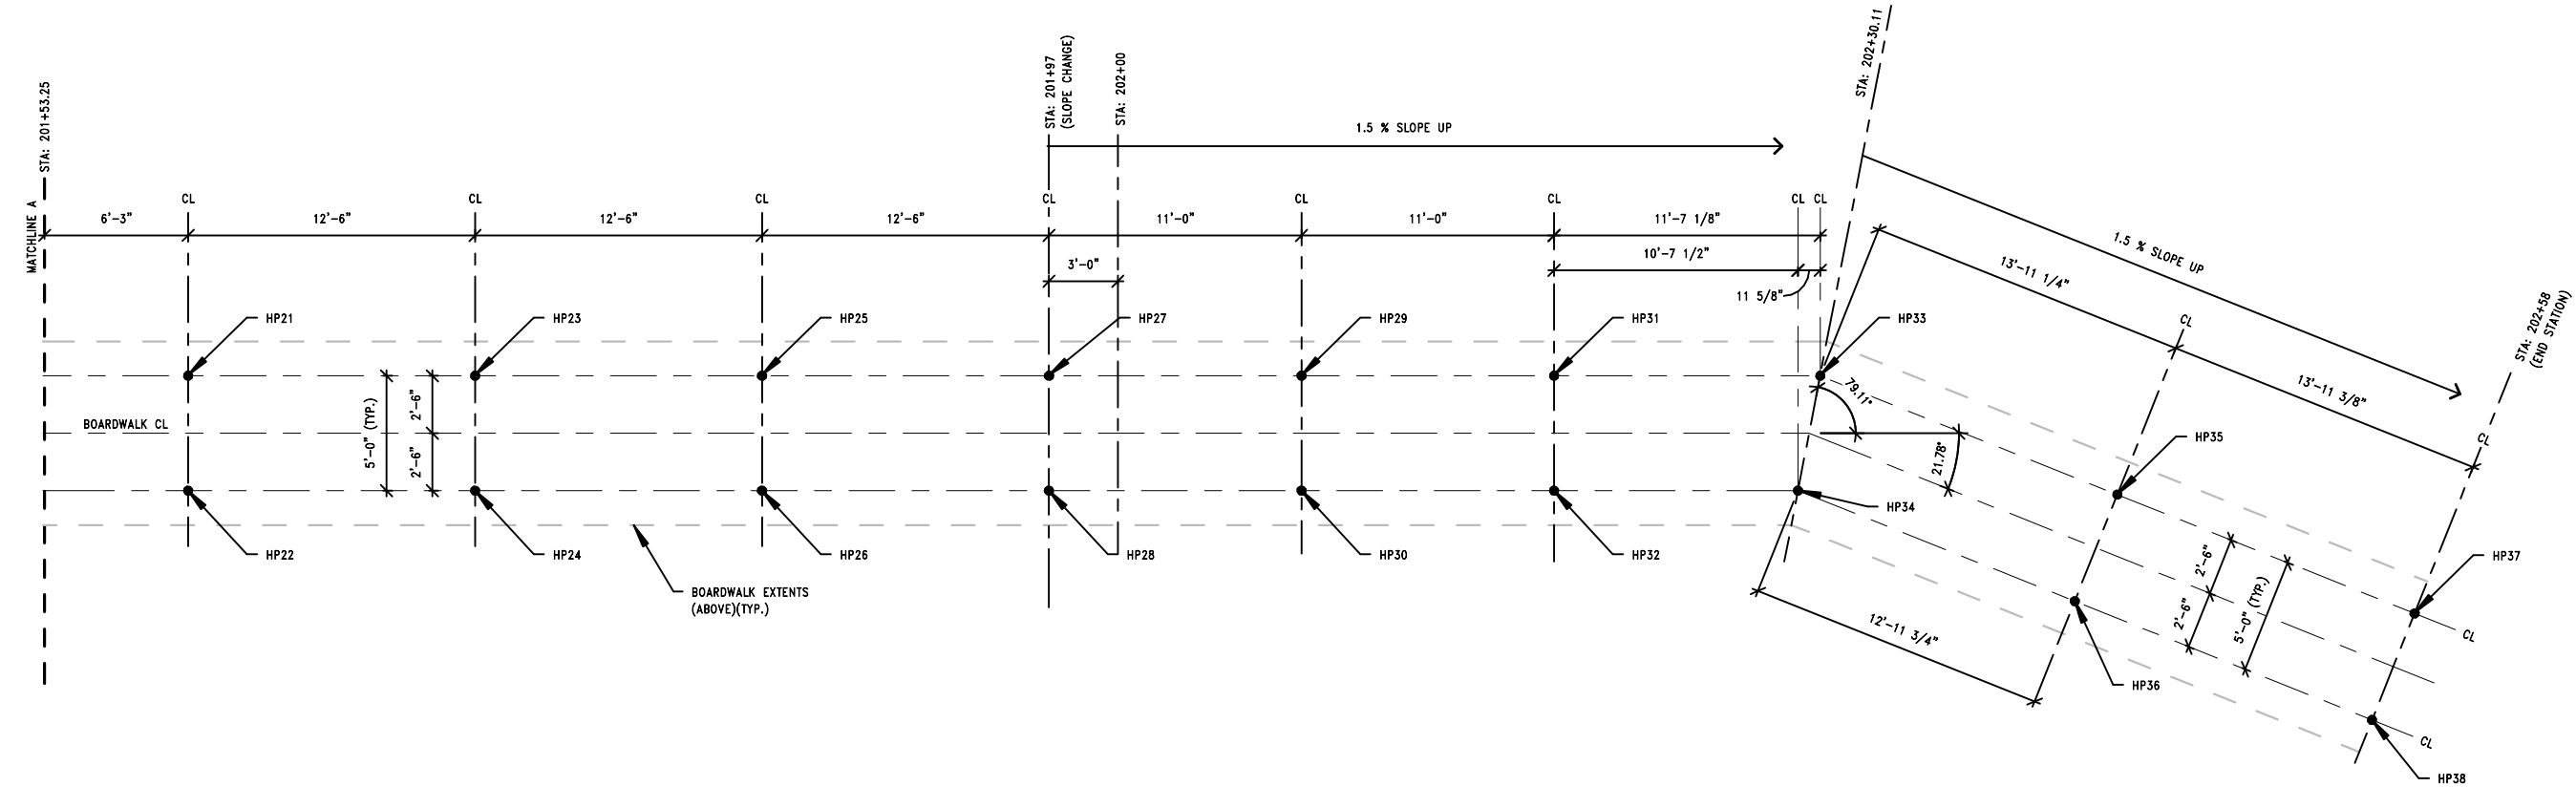 MATCHLINE A
STA: 201+53.25
STA: 201+97
(SLOPE CHANGE)
STA: 202+00
STA: 202+30.11
1.5 % SLOPE UP
CL
CL
CL
CL
CL
CL
CL CL
6'-3"
12'-6"
12'-6"
12'-6"
11'-0"
11'-0"
11'-7 1/8"
3'-0"
10'-7 1/2"
11 5/8"
13'-11 1/4"
1.5 % SLOPE UP
CL
13'-11 3/8"
CL
STA: 202+58
(END STATION)
HP21
HP23
HP25
HP27
HP29
HP31
HP33
79.11°
21.78°
BOARDWALK CL
5'-0" (TYP.)
2'-6"
2'-6"
HP35
HP34
HP22
HP24
HP26
HP28
HP30
HP32
HP37
BOARDWALK EXTENTS
(ABOVE)(TYP.)
12'-11 3/4"
2'-6"
2'-6"
5'-0" (TYP.)
CL
HP36
CL
HP38